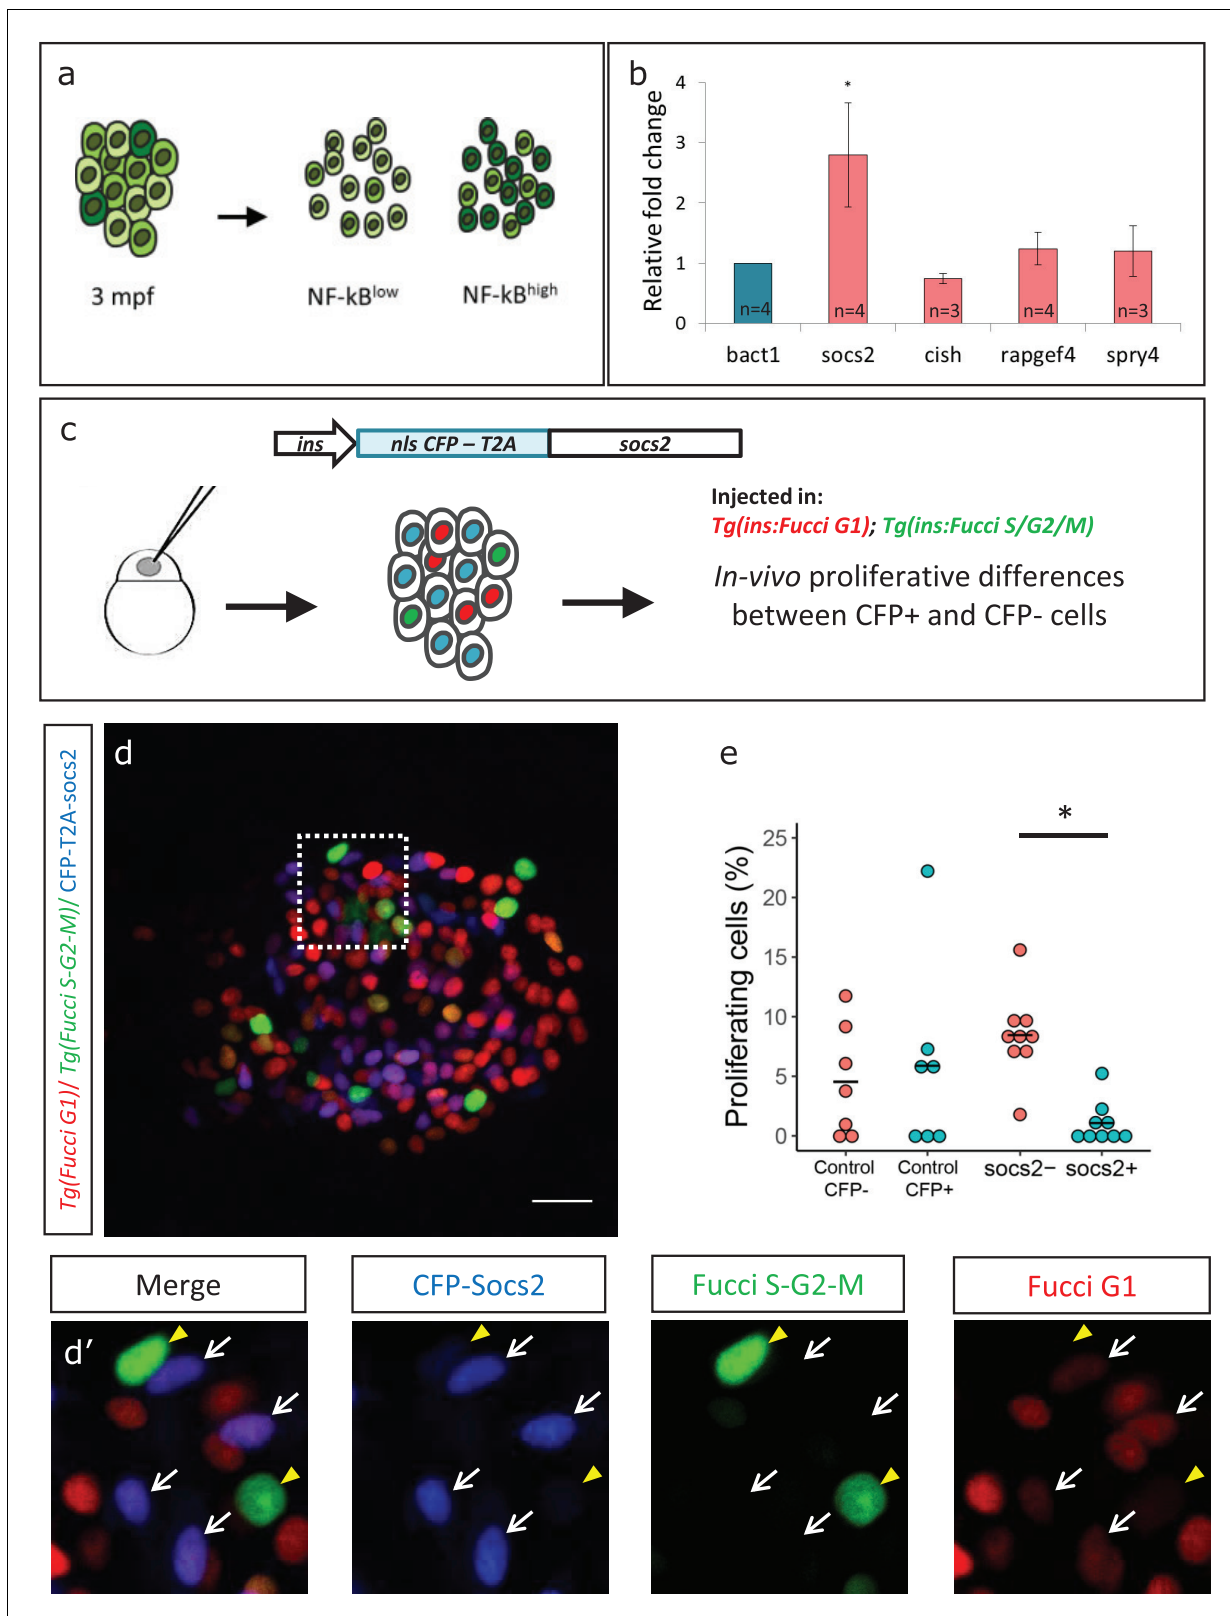 a
3 mpf
NF-kBlow
NF-kBhigh
b
Relative fold change
4
3
2
1
0
*
n=4
n=4
n=3
n=4
n=3
bact1
socs2
cish
rapgef4
spry4
c
ins
nls CFP – T2A
socs2
Injected in:
Tg(ins:Fucci G1); Tg(ins:Fucci S/G2/M)
In-vivo proliferative differences
between CFP+ and CFP- cells
Tg(Fucci G1)/ Tg(Fucci S-G2-M)/ CFP-T2A-socs2
d
e
Proliferating cells (%)
25
20
15
10
5
0
*
Control
CFP-
Control
CFP+
socs2−
socs2+
Merge
CFP-Socs2
Fucci S-G2-M
Fucci G1
d′